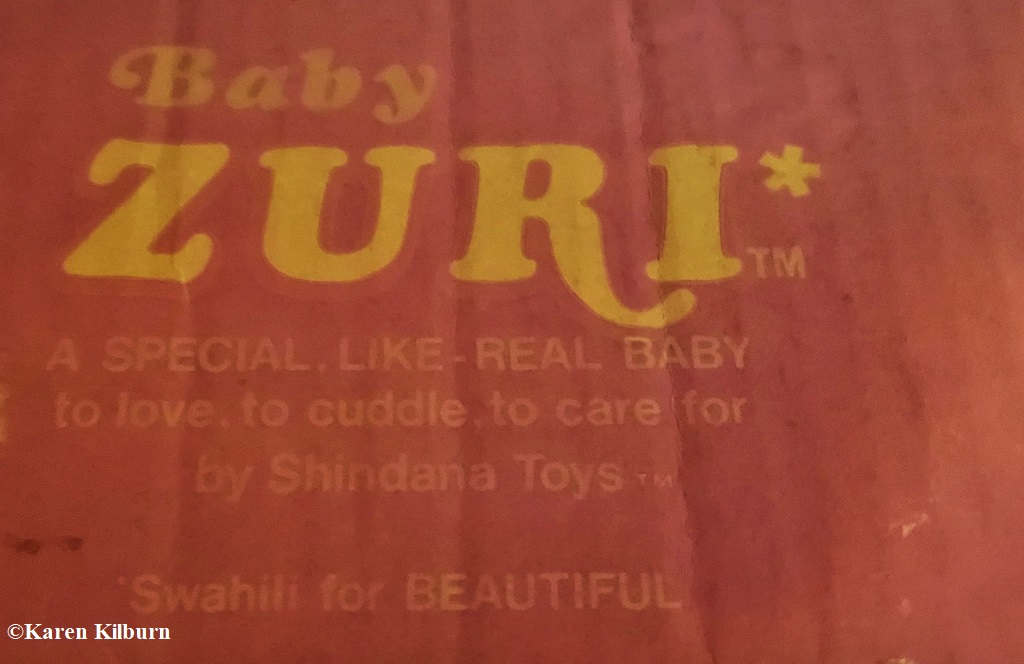 Baby
ZURI*TM
A SPECIAL, LIKE-REAL BABY
to love, to cuddle, to care for
by Shindana Toys TM
*Swahili for BEAUTIFUL
©Karen Kilburn